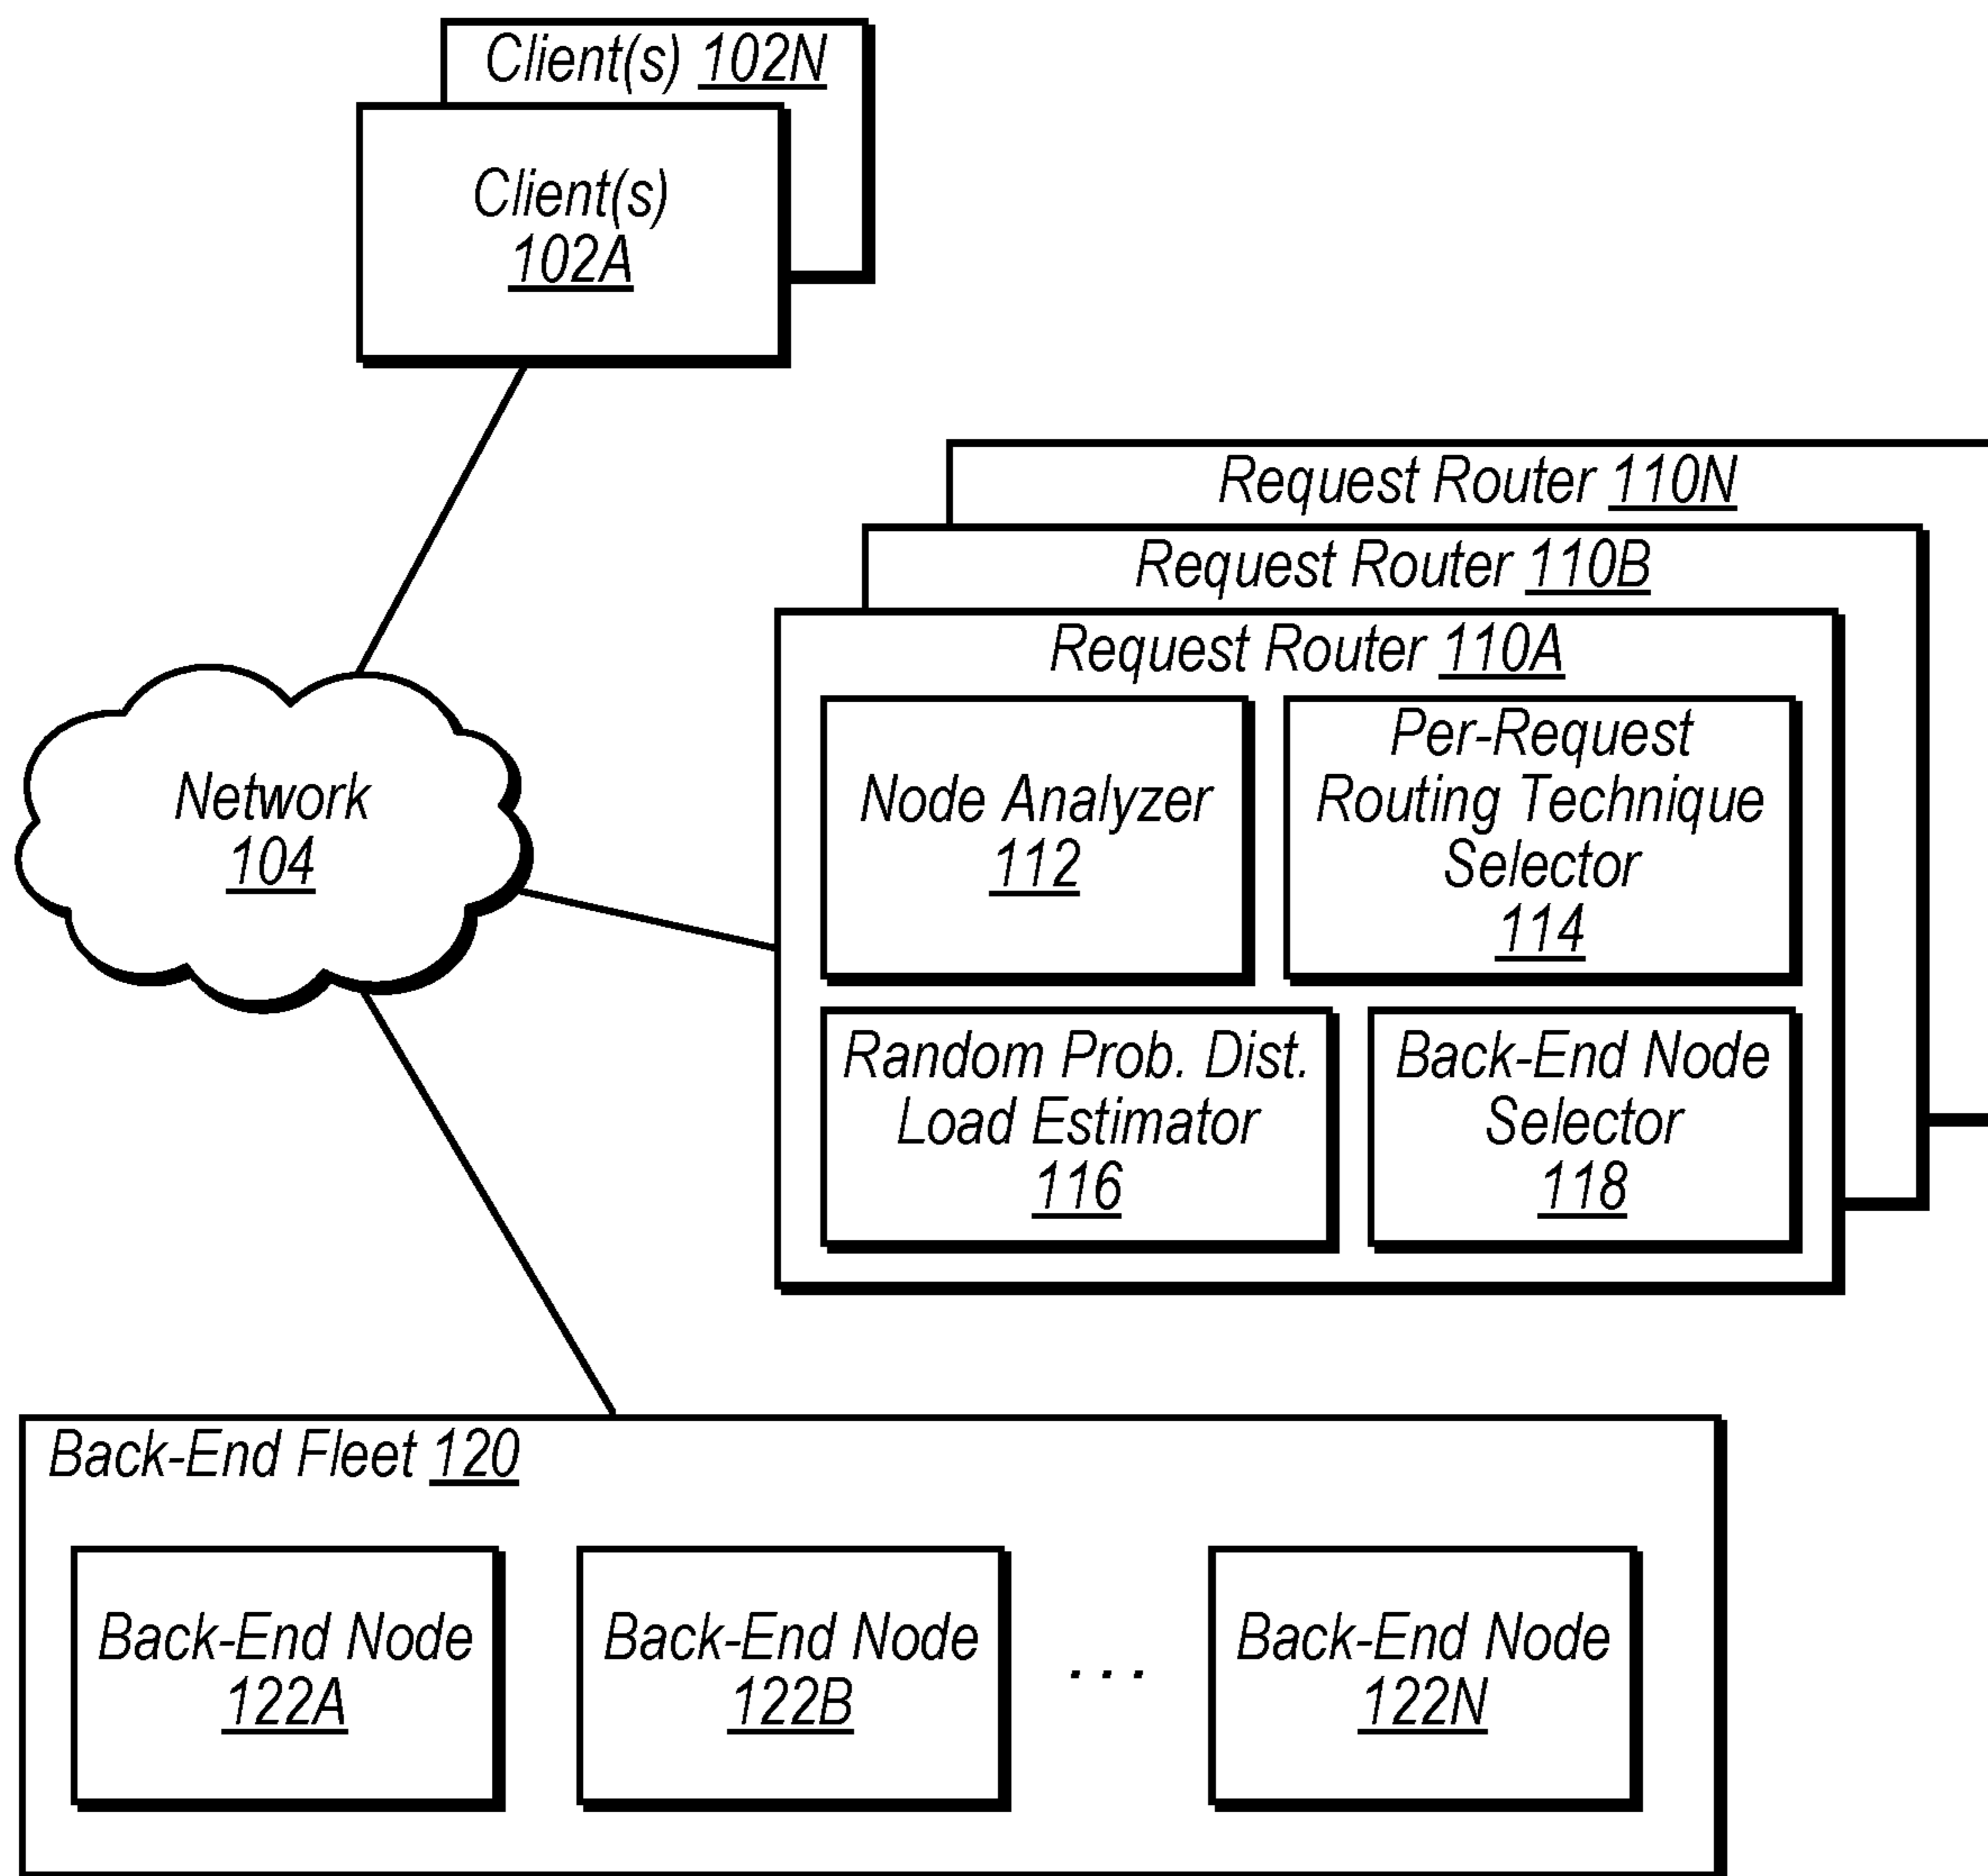 Client(s) 102N
Client(s)
102A
Request Router 110N
Request Router 110B
Request Router 110A
Node Analyzer
112
Per-Request
Routing Technique
Selector
114
Network
104
Random Prob. Dist.
Load Estimator
116
Back-End Node
Selector
118
Back-End Fleet 120
Back-End Node
122A
Back-End Node
122B
...
Back-End Node
122N